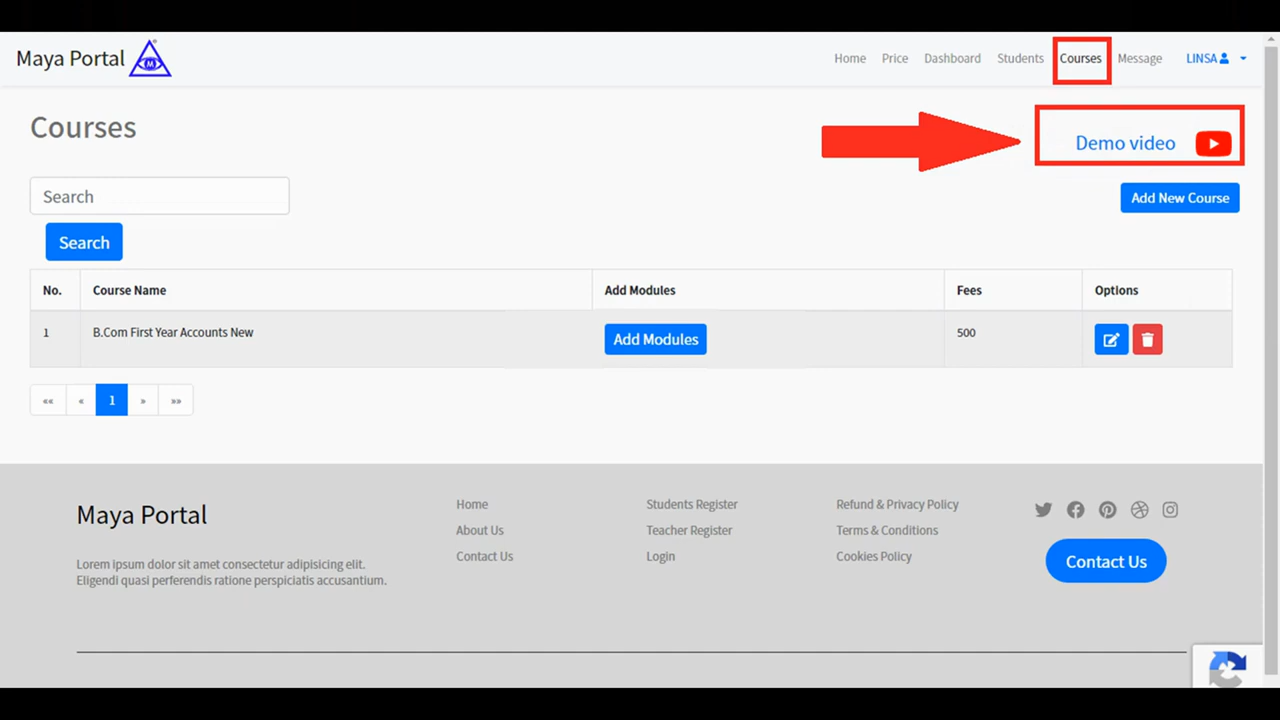 Maya Portal
Home Price Dashboard Students Courses Message LINSA
Courses
Demo video
Search
Add New Course
Search
No. Course Name Add Modules Fees Options
1 B.Com First Year Accounts New Add Modules 500
«« « 1 » »»
Maya Portal
Lorem ipsum dolor sit amet consectetur adipisicing elit.
Eligendi quasi perferendis ratione perspiciatis accusantium.
Home
About Us
Contact Us
Students Register
Teacher Register
Login
Refund & Privacy Policy
Terms & Conditions
Cookies Policy
Contact Us